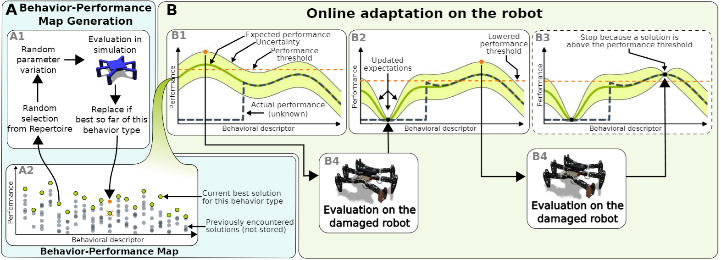 A Behavior-Performance
Map Generation
A1
Random
parameter
variation
Evaluation in
simulation
Random
selection
from Repertoire
Replace if
best so far of this
behavior type
A2
Performance
Current best solution
for this behavior type
Previously encountered
solutions (not stored)
Behavioral descriptor
Behavior-Performance Map
B
Online adaptation on the robot
B1
Expected performance
Uncertainty
Performance
threshold
Performance
Actual performance
(unknown)
Behavioral descriptor
B2
Lowered
performance
threshold
Updated
expectations
Performance
Behavioral descriptor
B3
Stop because a solution is
above the performance threshold
Performance
Behavioral descriptor
B4
Evaluation on the
damaged robot
B4
Evaluation on the
damaged robot